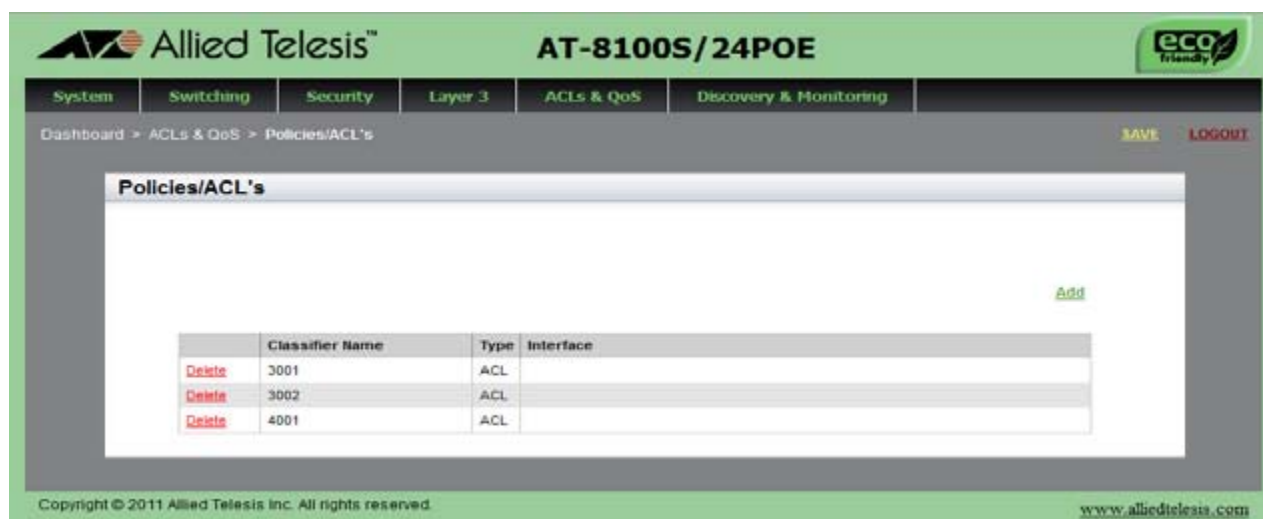 Allied Telesis™ AT-8100S/24POE eco friendly
System Switching Security Layer 3 ACLs & QoS Discovery & Monitoring
Dashboard > ACLs & QoS > Policies/ACL's SAVE LOGOUT
Policies/ACL's
Add
Classifier Name Type Interface
Delete 3001 ACL
Delete 3002 ACL
Delete 4001 ACL
Copyright © 2011 Allied Telesis Inc. All rights reserved. www.alliedtelesis.com